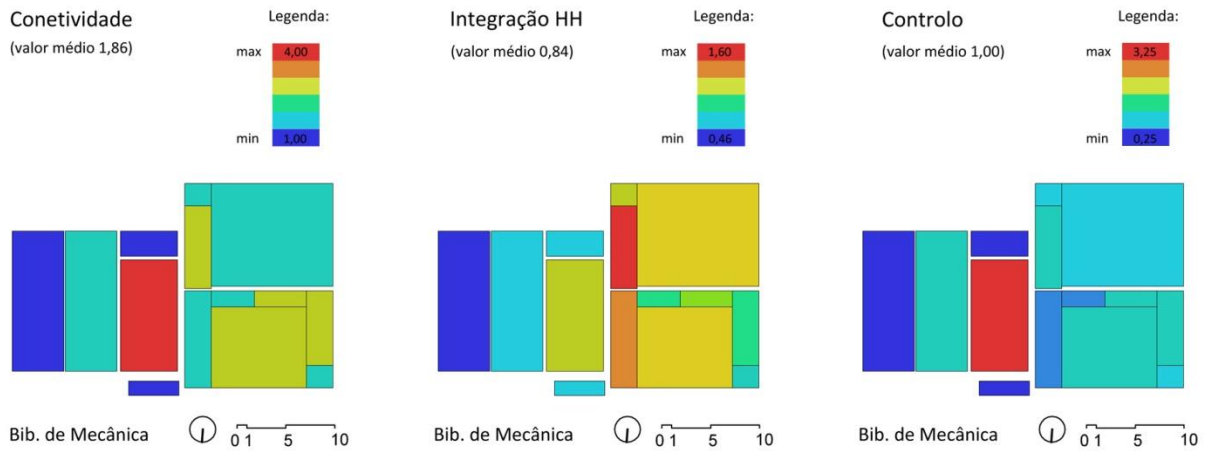 Conetividade
(valor médio 1,86)
Legenda:
max
4,00
min
1,00
Bib. de Mecânica
0 1 5 10
Integração HH
(valor médio 0,84)
Legenda:
max
1,60
min
0,46
Bib. de Mecânica
0 1 5 10
Controlo
(valor médio 1,00)
Legenda:
max
3,25
min
0,25
Bib. de Mecânica
0 1 5 10